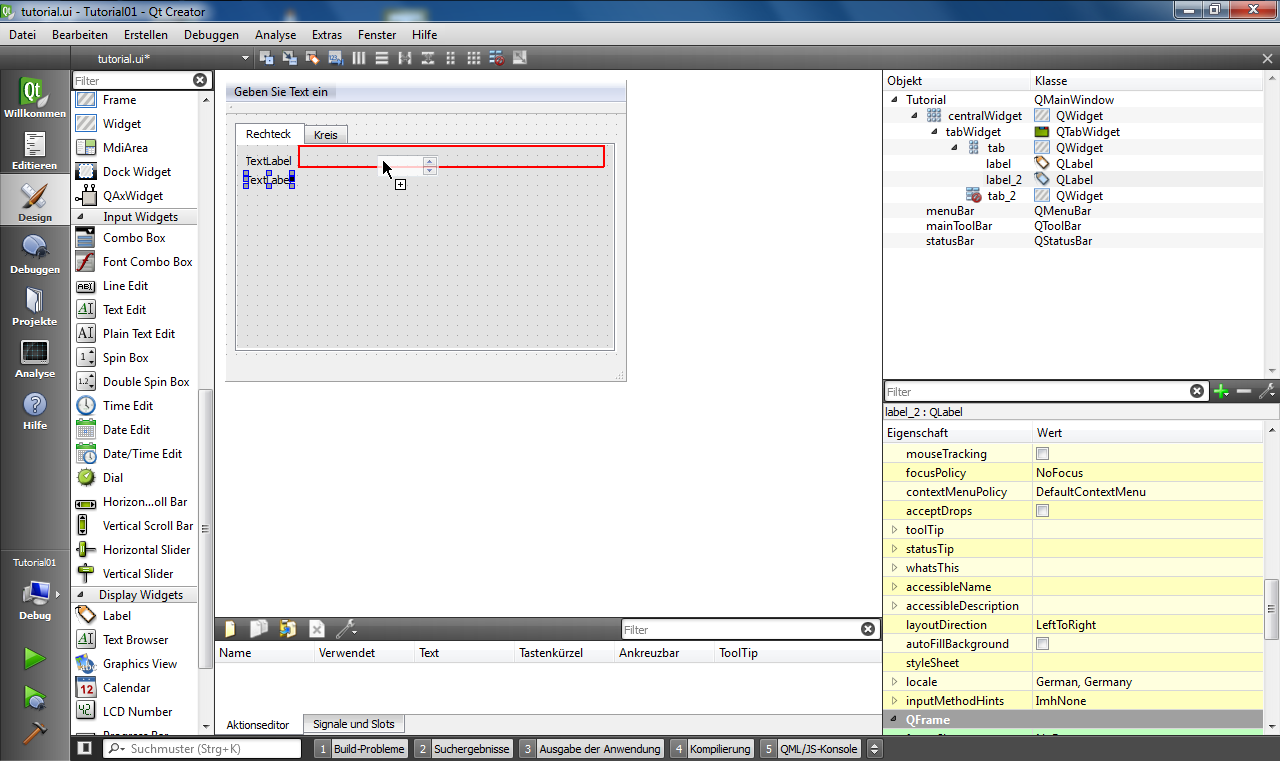 tutorial.ui - Tutorial01 - Qt Creator
Datei Bearbeiten Erstellen Debuggen Analyse Extras Fenster Hilfe
tutorial.ui*
Willkommen
Editieren
Design
Debuggen
Projekte
Analyse
Hilfe
Tutorial01
Debug
Filter
Frame
Widget
MdiArea
Dock Widget
QAxWidget
Input Widgets
Combo Box
Font Combo Box
Line Edit
Text Edit
Plain Text Edit
Spin Box
Double Spin Box
Time Edit
Date Edit
Date/Time Edit
Dial
Horizon...oll Bar
Vertical Scroll Bar
Horizontal Slider
Vertical Slider
Display Widgets
Label
Text Browser
Graphics View
Calendar
LCD Number
Progress Bar
Geben Sie Text ein
Rechteck Kreis
TextLabel
TextLabel
Filter
Name Verwendet Text Tastenkürzel Ankreuzbar ToolTip
Aktionseditor Signale und Slots
Objekt Klasse
Tutorial QMainWindow
centralWidget QWidget
tabWidget QTabWidget
tab QWidget
label QLabel
label_2 QLabel
tab_2 QWidget
menuBar QMenuBar
mainToolBar QToolBar
statusBar QStatusBar
Filter
label_2 : QLabel
Eigenschaft Wert
mouseTracking
focusPolicy NoFocus
contextMenuPolicy DefaultContextMenu
acceptDrops
toolTip
statusTip
whatsThis
accessibleName
accessibleDescription
layoutDirection LeftToRight
autoFillBackground
styleSheet
locale German, Germany
inputMethodHints ImhNone
QFrame
Suchmuster (Strg+K) 1 Build-Probleme 2 Suchergebnisse 3 Ausgabe der Anwendung 4 Kompilierung 5 QML/JS-Konsole